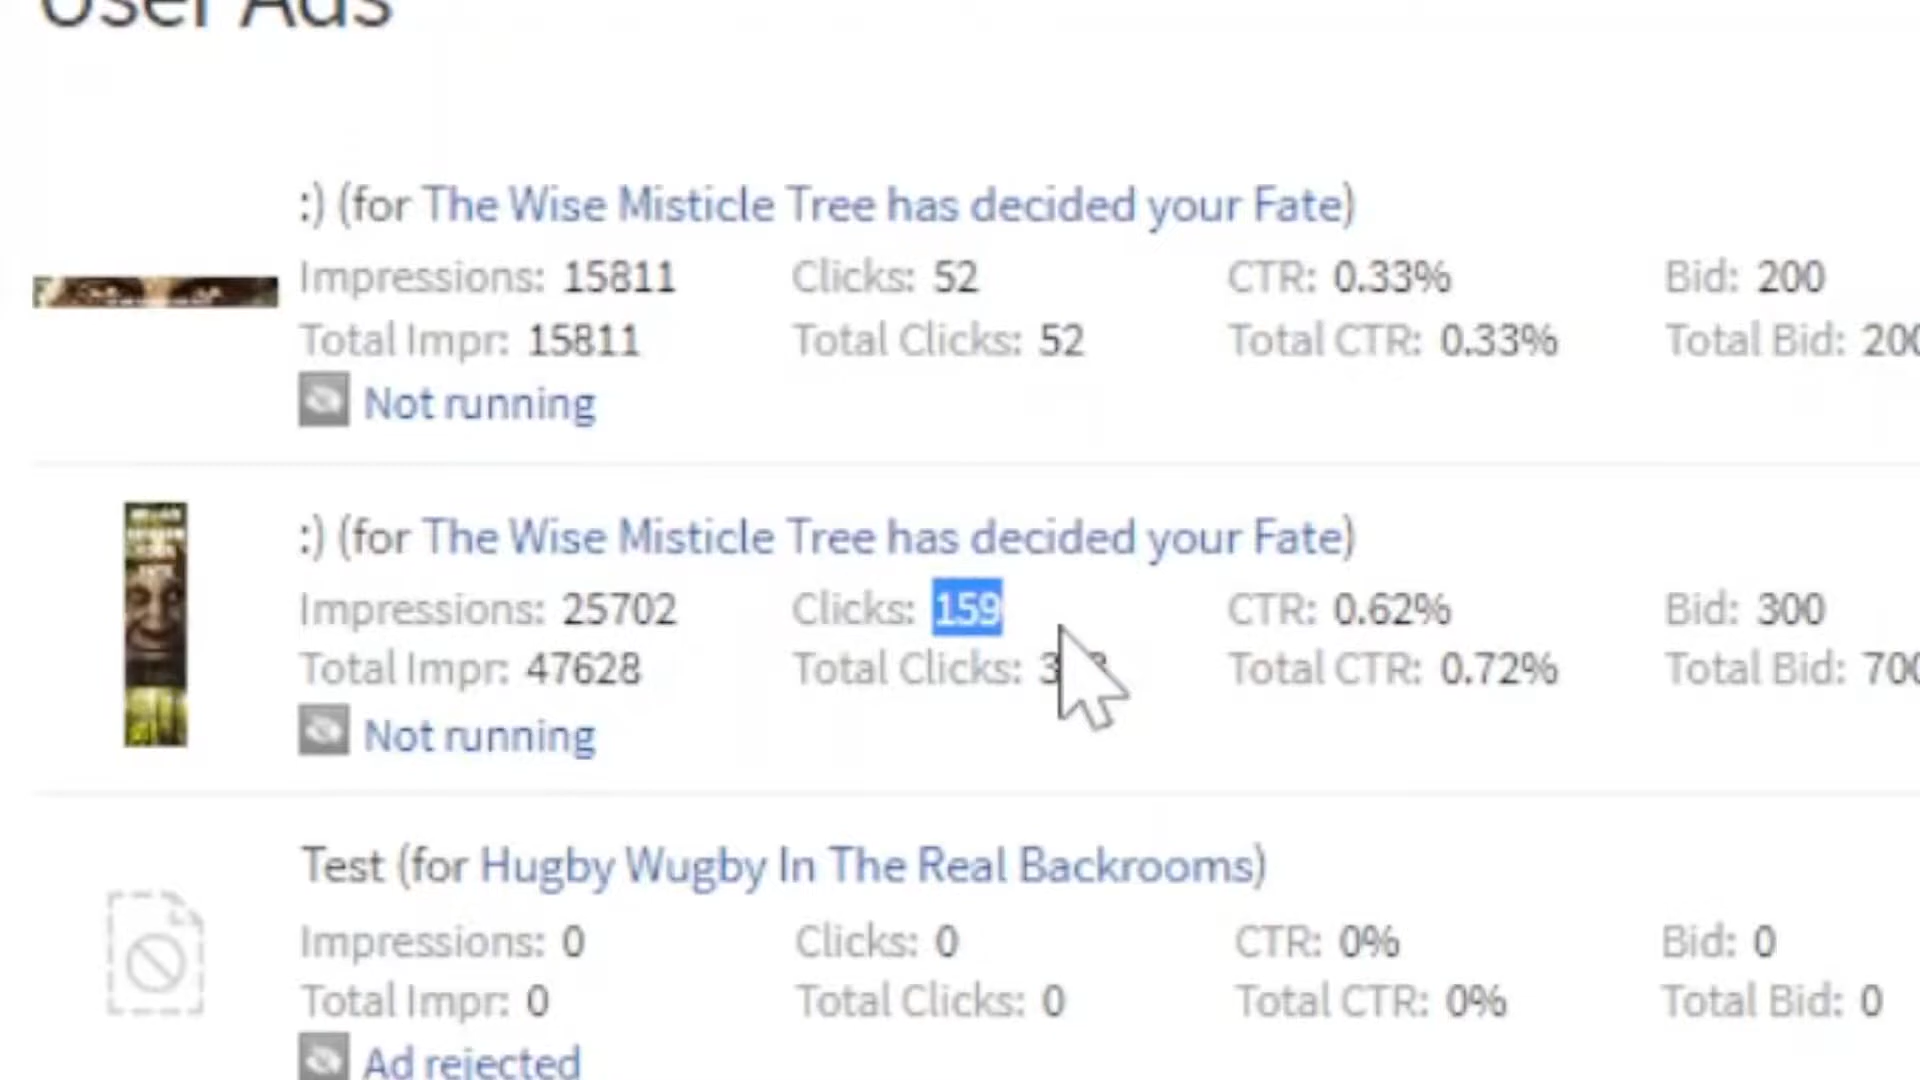 User Ads
:) (for The Wise Misticle Tree has decided your Fate)
Impressions: 15811 Clicks: 52 CTR: 0.33% Bid: 200
Total Impr: 15811 Total Clicks: 52 Total CTR: 0.33% Total Bid: 200
Not running
:) (for The Wise Misticle Tree has decided your Fate)
Impressions: 25702 Clicks: 159 CTR: 0.62% Bid: 300
Total Impr: 47628 Total Clicks: Total CTR: 0.72% Total Bid: 700
Not running
Test (for Hugby Wugby In The Real Backrooms)
Impressions: 0 Clicks: 0 CTR: 0% Bid: 0
Total Impr: 0 Total Clicks: 0 Total CTR: 0% Total Bid: 0
Ad rejected